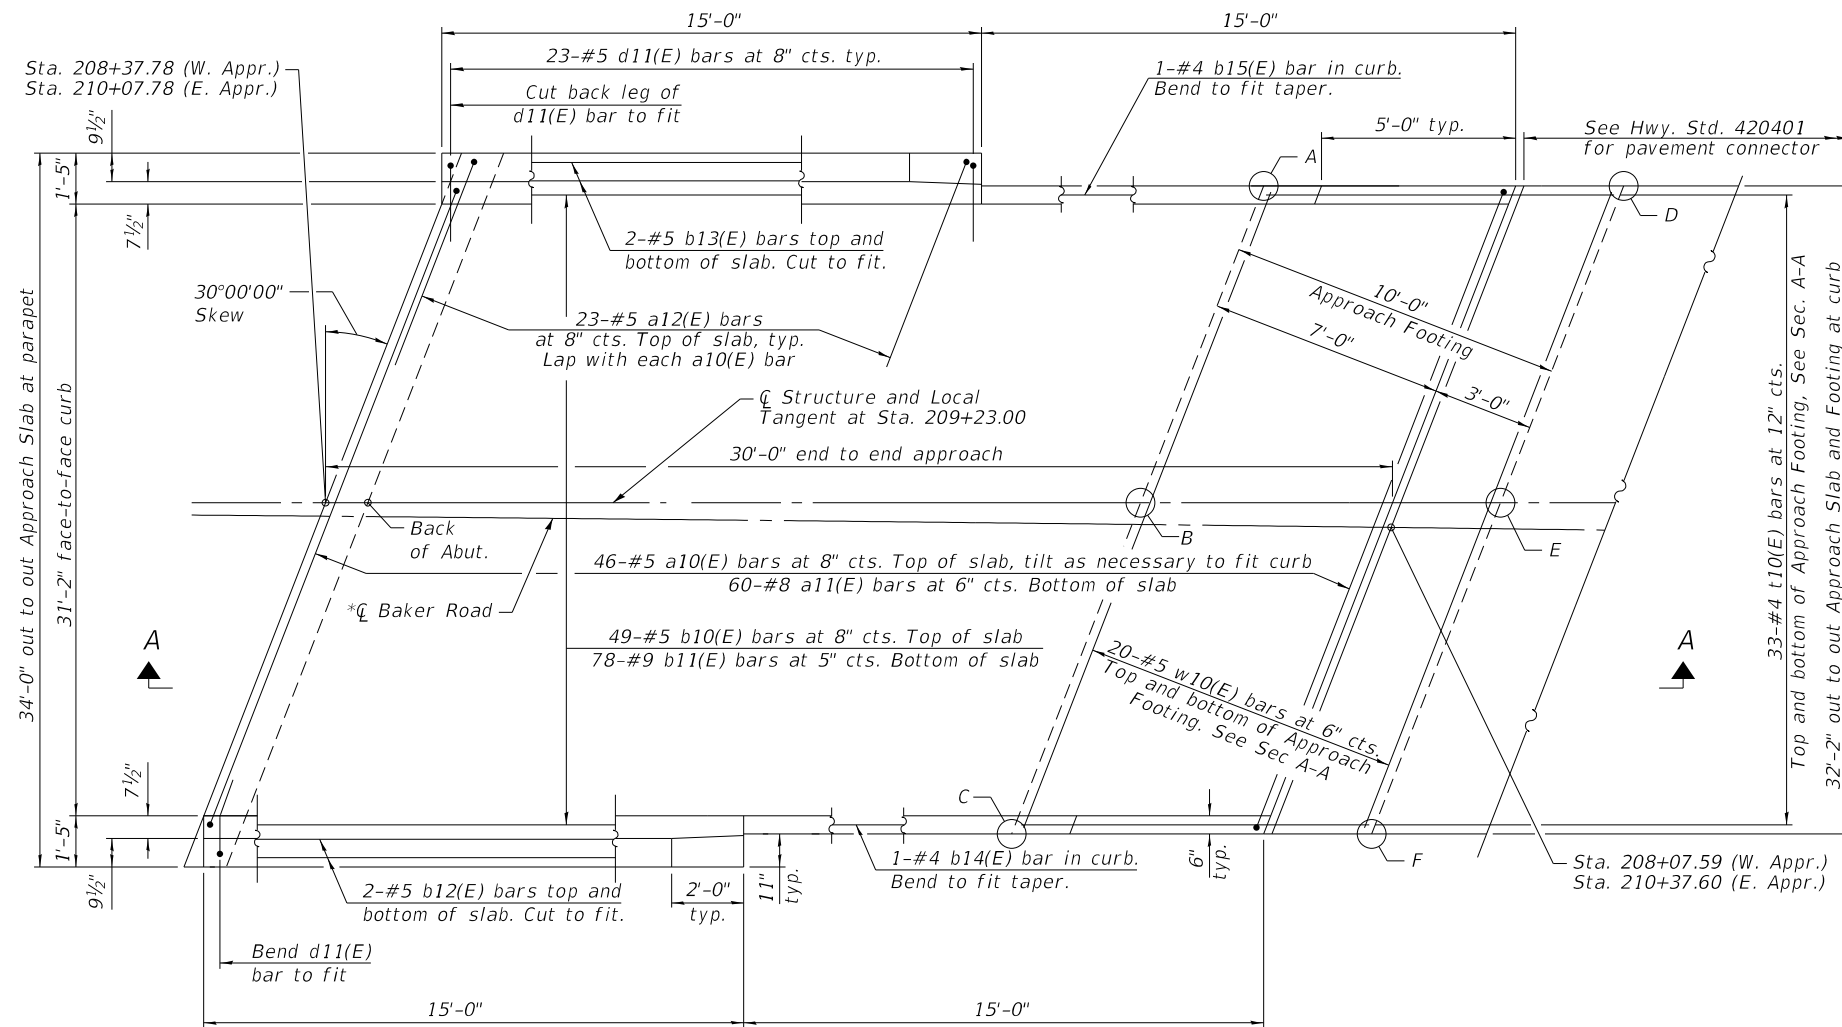 15'-0"
15'-0"
23-#5 d11(E) bars at 8" cts. typ.
Sta. 208+37.78 (W. Appr.)
Sta. 210+07.78 (E. Appr.)
Cut back leg of
d11(E) bar to fit
1-#4 b15(E) bar in curb.
Bend to fit taper.
5'-0" typ.
See Hwy. Std. 420401
for pavement connector
9½"
1'-5"
7½"
A
D
2-#5 b13(E) bars top and
bottom of slab. Cut to fit.
30°00'00"
Skew
23-#5 a12(E) bars
at 8" cts. Top of slab, typ.
Lap with each a10(E) bar
10'-0"
Approach Footing
7'-0"
3'-0"
℄ Structure and Local
Tangent at Sta. 209+23.00
30'-0" end to end approach
34'-0" out to out Approach Slab at parapet
31'-2" face-to-face curb
33-#4 t10(E) bars at 12" cts.
Top and bottom of Approach Footing, See Sec. A-A
32'-2" out to out Approach Slab and Footing at curb
Back
of Abut.
B
E
46-#5 a10(E) bars at 8" cts. Top of slab, tilt as necessary to fit curb
60-#8 a11(E) bars at 6" cts. Bottom of slab
*℄ Baker Road
49-#5 b10(E) bars at 8" cts. Top of slab
78-#9 b11(E) bars at 5" cts. Bottom of slab
A
A
20-#5 w10(E) bars at 6" cts.
Top and bottom of Approach
Footing. See Sec A-A
7½"
1'-5"
9½"
C
F
2-#5 b12(E) bars top and
bottom of slab. Cut to fit.
2'-0"
typ.
11"
typ.
1-#4 b14(E) bar in curb.
Bend to fit taper.
6"
typ.
Sta. 208+07.59 (W. Appr.)
Sta. 210+37.60 (E. Appr.)
Bend d11(E)
bar to fit
15'-0"
15'-0"